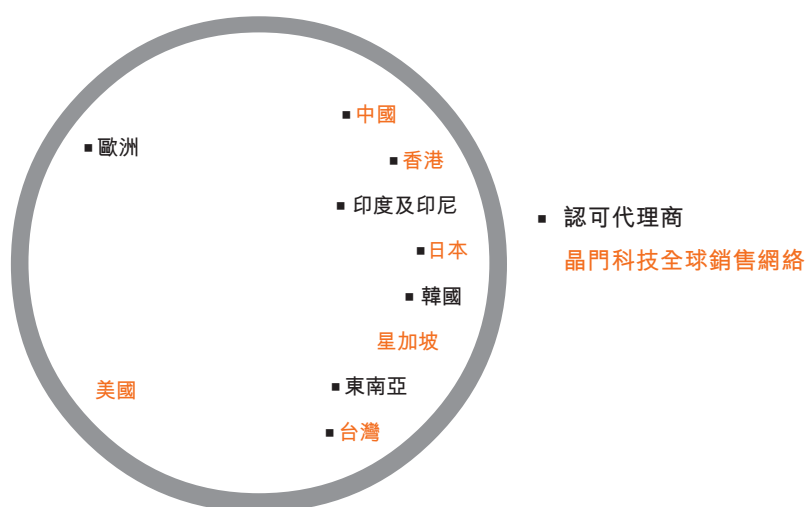 ■ 中國
■ 歐洲
■ 香港
■ 印度及印尼
■ 認可代理商
■ 日本
晶門科技全球銷售網絡
■ 韓國
星加坡
美國
■ 東南亞
■ 台灣